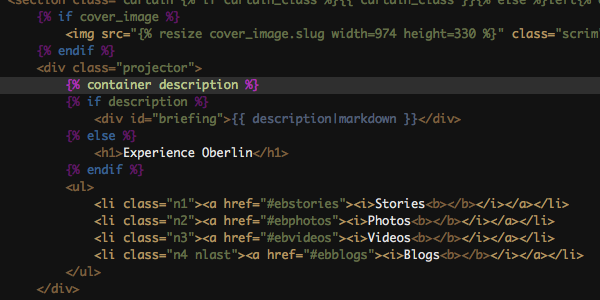 <section class="curtain {% if curtain_class %}{{ curtain_class }}{% else %}left{%
{% if cover_image %}
<img src="{% resize cover_image.slug width=974 height=330 %}" class="scrim
{% endif %}
<div class="projector">
{% container description %}
{% if description %}
<div id="briefing">{{ description|markdown }}</div>
{% else %}
<h1>Experience Oberlin</h1>
{% endif %}
<ul>
<li class="n1"><a href="#ebstories"><i>Stories<b></b></i></a></li>
<li class="n2"><a href="#ebphotos"><i>Photos<b></b></i></a></li>
<li class="n3"><a href="#ebvideos"><i>Videos<b></b></i></a></li>
<li class="n4 nlast"><a href="#ebblogs"><i>Blogs<b></b></i></a></li>
</ul>
</div>